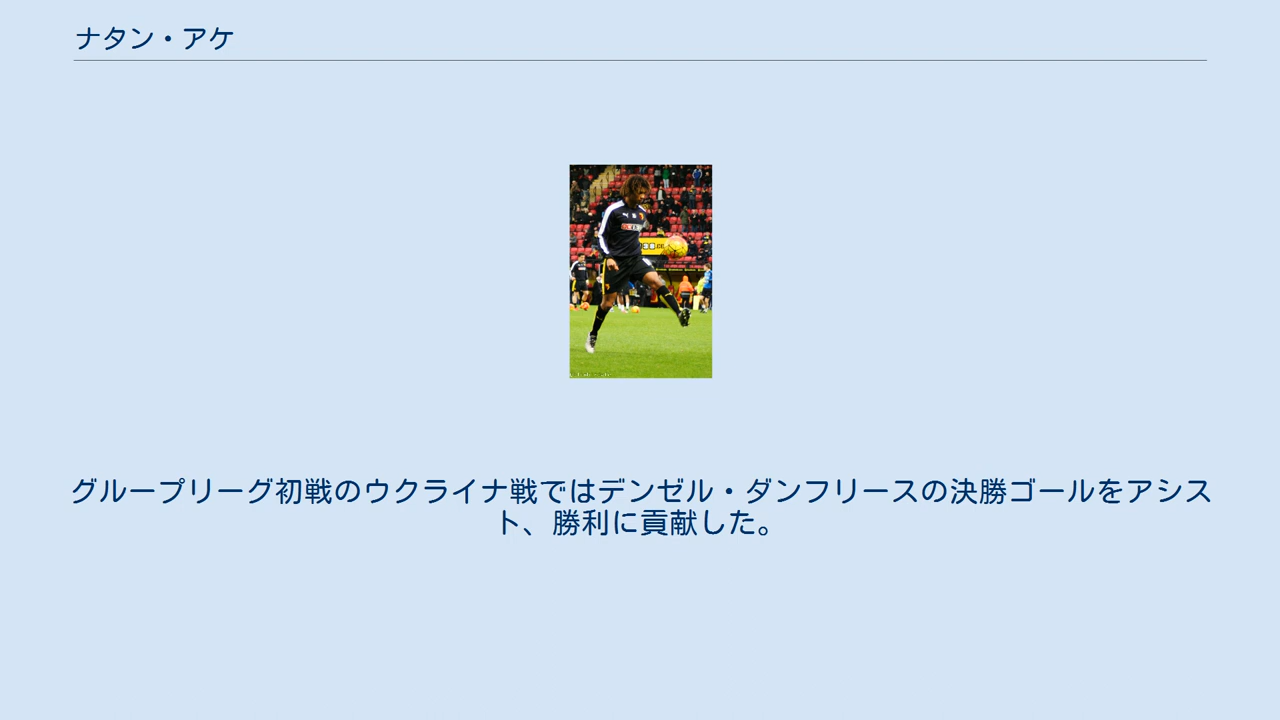 ナタン・アケ
グループリーグ初戦のウクライナ戦ではデンゼル・ダンフリースの決勝ゴールをアシス
ト、勝利に貢献した。